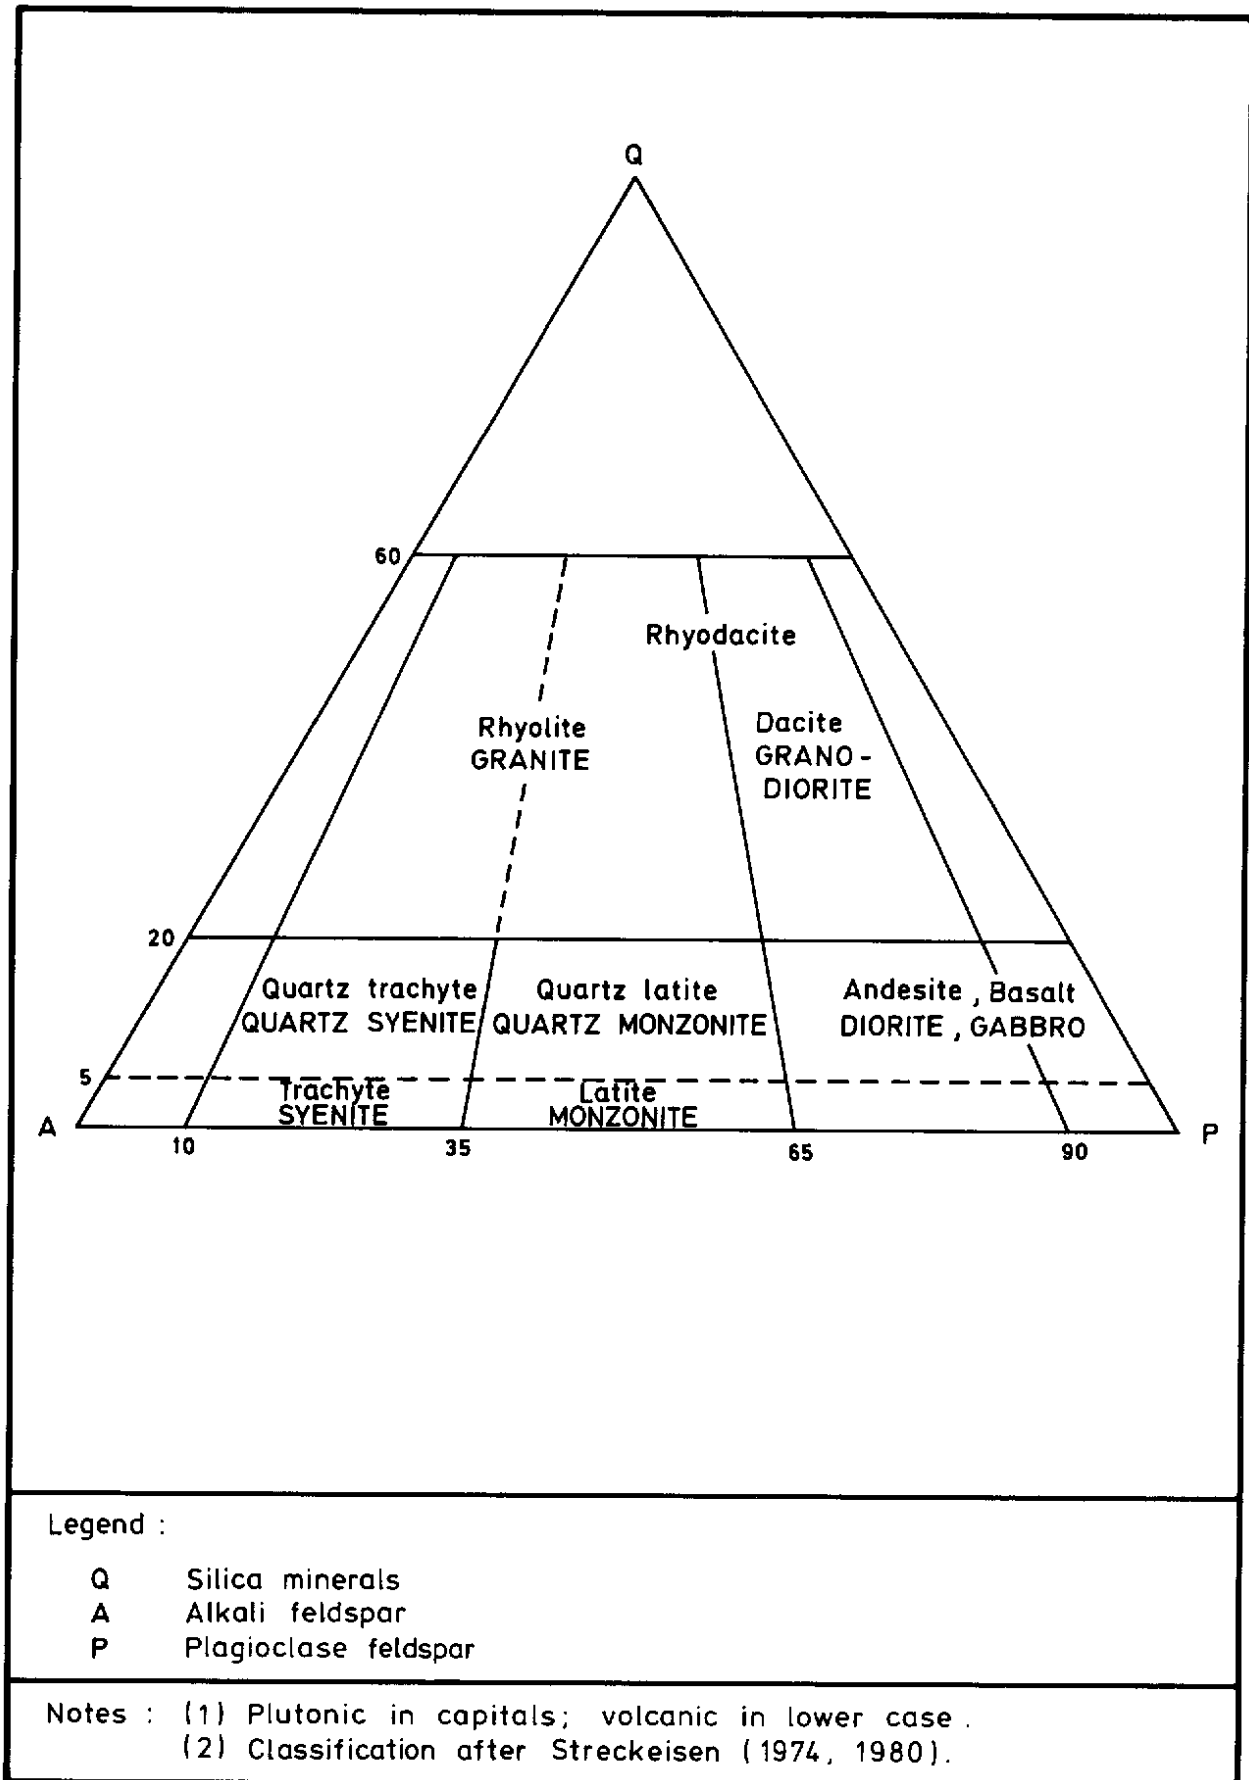 Q
60
Rhyodacite
Rhyolite
GRANITE
Dacite
GRANO-
DIORITE
20
Quartz trachyte
QUARTZ SYENITE
Quartz latite
QUARTZ MONZONITE
Andesite , Basalt
DIORITE , GABBRO
5
Trachyte
SYENITE
Latite
MONZONITE
A
P
10
35
65
90
Legend :
Q Silica minerals
A Alkali feldspar
P Plagioclase feldspar
Notes : (1) Plutonic in capitals; volcanic in lower case .
(2) Classification after Streckeisen (1974, 1980).